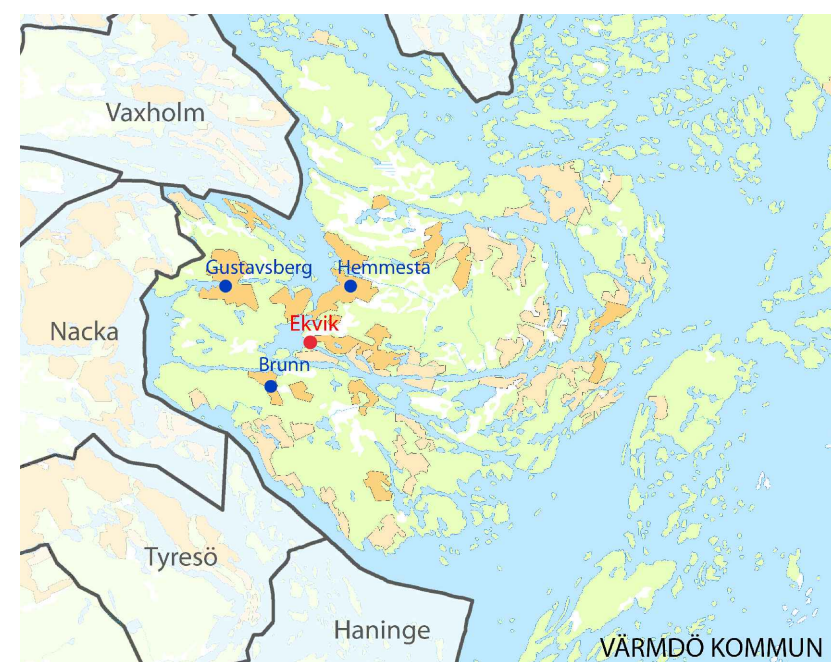 Vaxholm
Gustavsberg
Hemmesta
Ekvik
Nacka
Brunn
Tyresö
Haninge
VÄRMDÖ KOMMUN